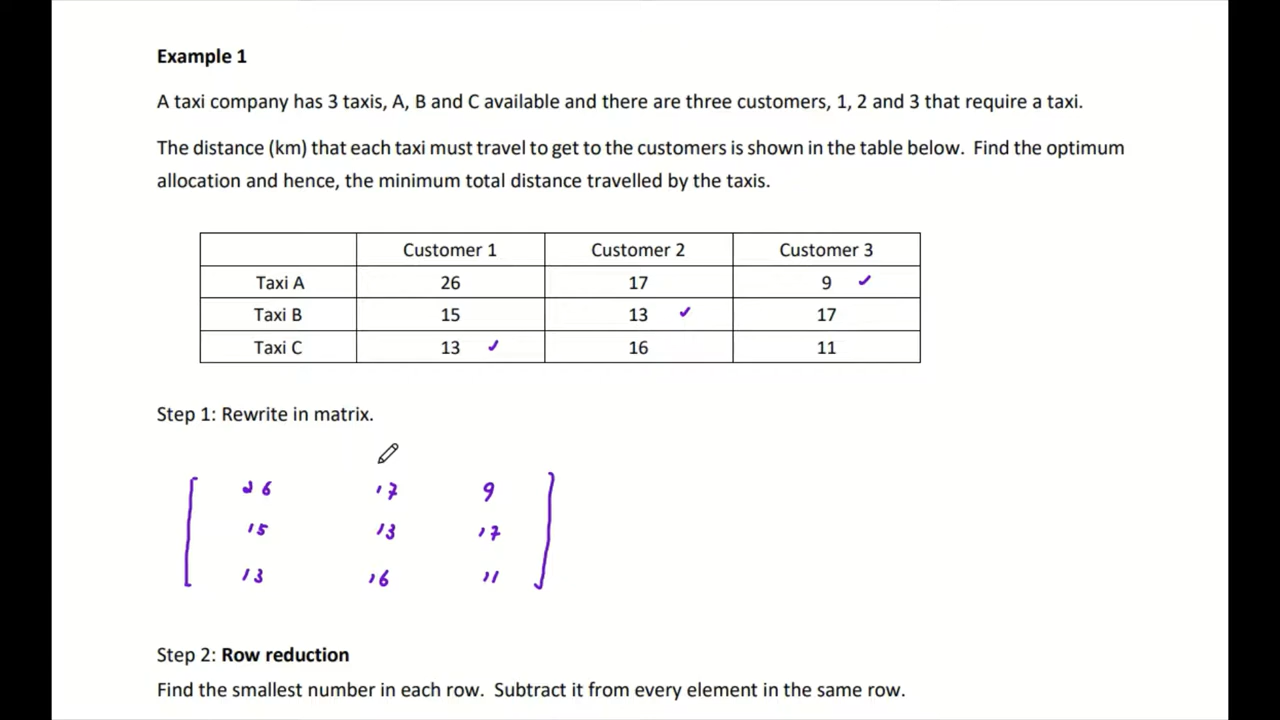 Example 1
A taxi company has 3 taxis, A, B and C available and there are three customers, 1, 2 and 3 that require a taxi.
The distance (km) that each taxi must travel to get to the customers is shown in the table below.  Find the optimum
allocation and hence, the minimum total distance travelled by the taxis.
Customer 1 Customer 2 Customer 3
Taxi A 26 17 9 ✓
Taxi B 15 13 ✓ 17
Taxi C 13 ✓ 16 11
Step 1: Rewrite in matrix.
26 17 9
15 13 17
13 16 11
Step 2: Row reduction
Find the smallest number in each row.  Subtract it from every element in the same row.